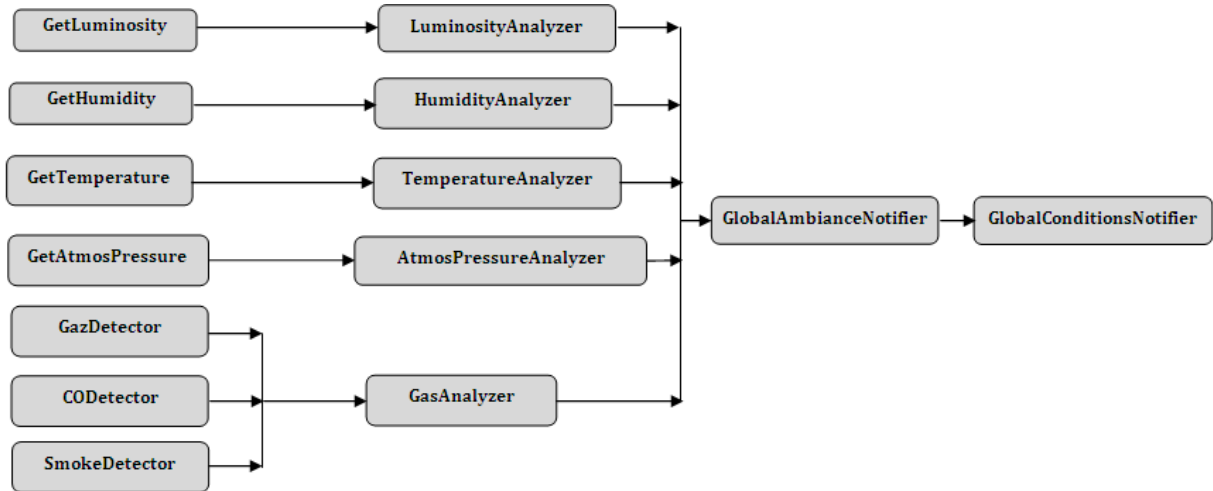 GetLuminosity
LuminosityAnalyzer
GetHumidity
HumidityAnalyzer
GetTemperature
TemperatureAnalyzer
GlobalAmbianceNotifier
GlobalConditionsNotifier
GetAtmosPressure
AtmosPressureAnalyzer
GazDetector
CODetector
GasAnalyzer
SmokeDetector